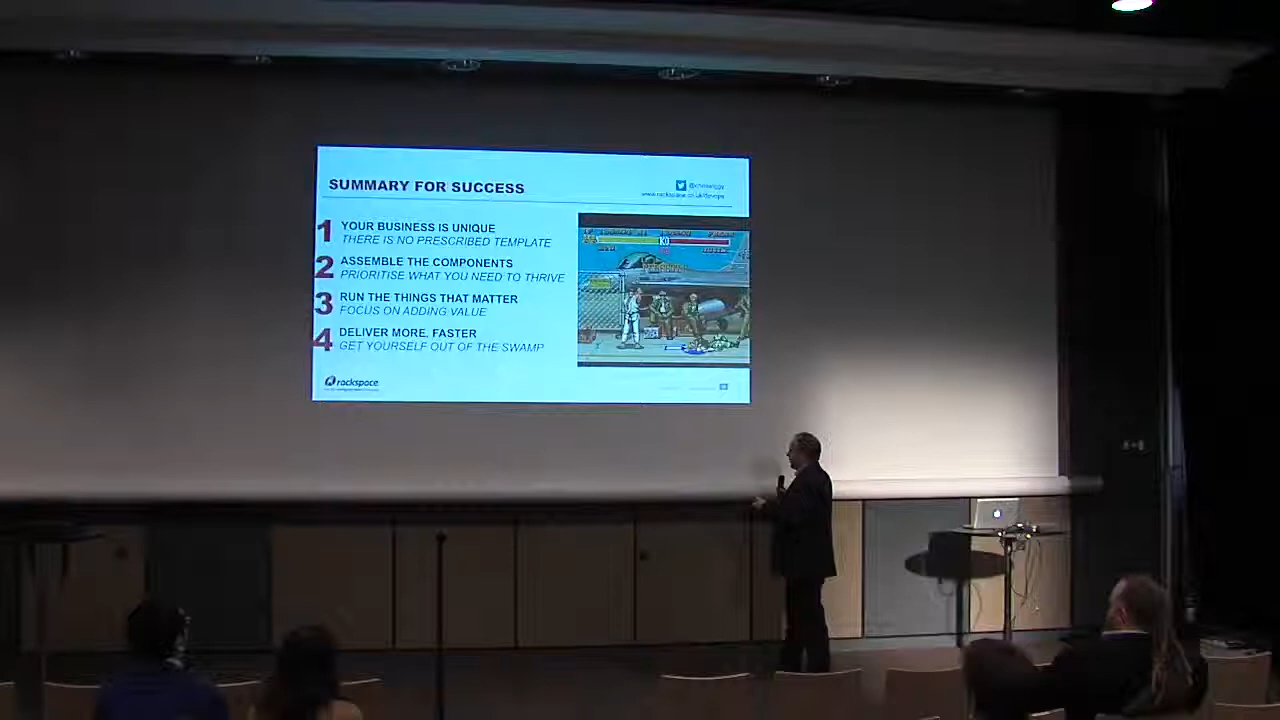 SUMMARY FOR SUCCESS
1 YOUR BUSINESS IS UNIQUE
THERE IS NO PRESCRIBED TEMPLATE
2 ASSEMBLE THE COMPONENTS
PRIORITISE WHAT YOU NEED TO THRIVE
3 RUN THE THINGS THAT MATTER
FOCUS ON ADDING VALUE
4 DELIVER MORE, FASTER
GET YOURSELF OUT OF THE SWAMP
KO
rackspace